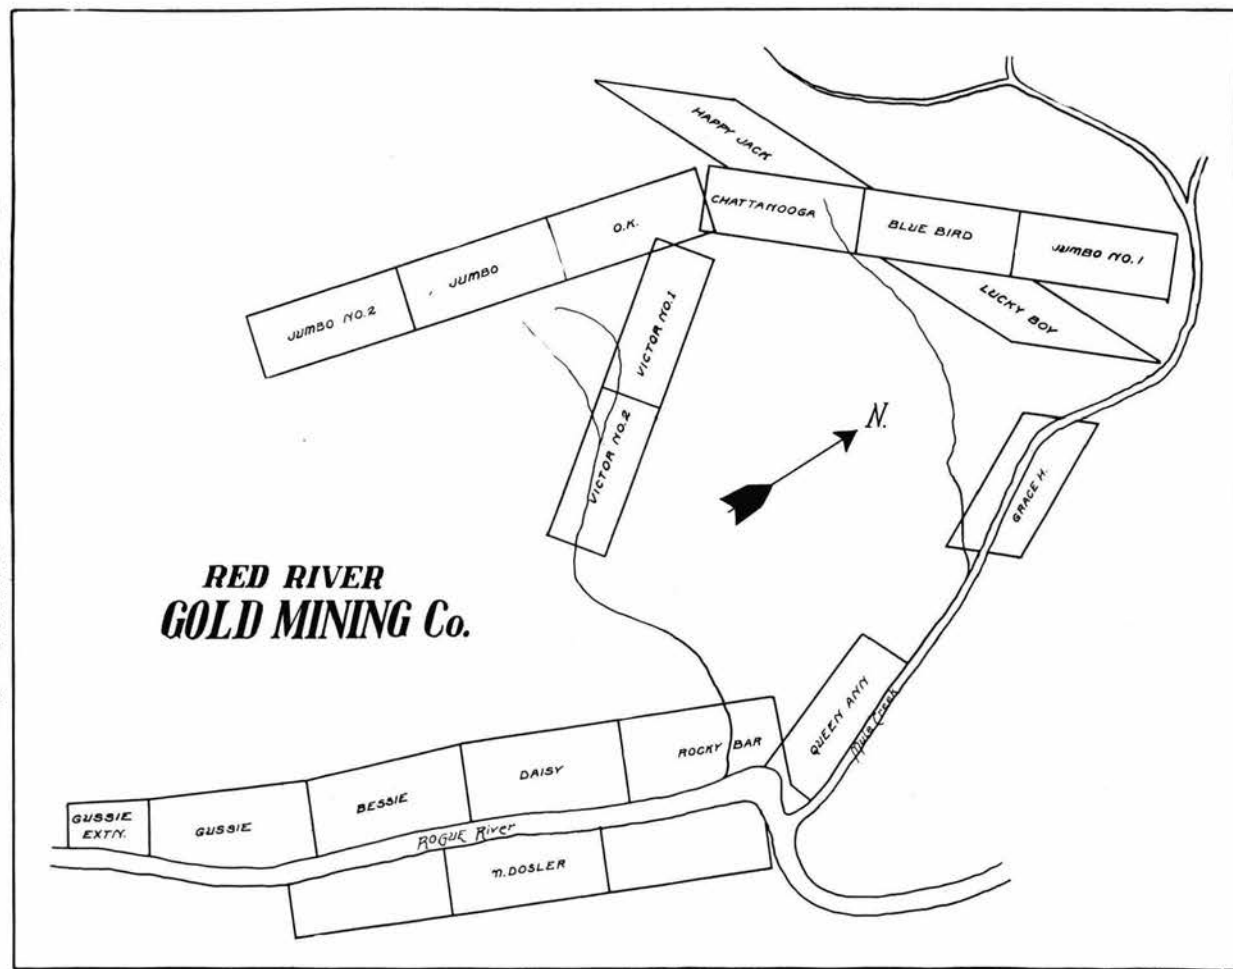 HAPPY JACK
CHATTANOOGA
BLUE BIRD
JUMBO NO.1
LUCKY BOY
O.K.
JUMBO
JUMBO NO.2
VICTOR NO.1
VICTOR NO.2
N.
GRACE H.
RED RIVER
GOLD MINING Co.
QUEEN ANN
Mule Creek
ROCKY BAR
DAISY
BESSIE
GUSSIE
GUSSIE
EXTN.
ROGUE River
N. DOSLER